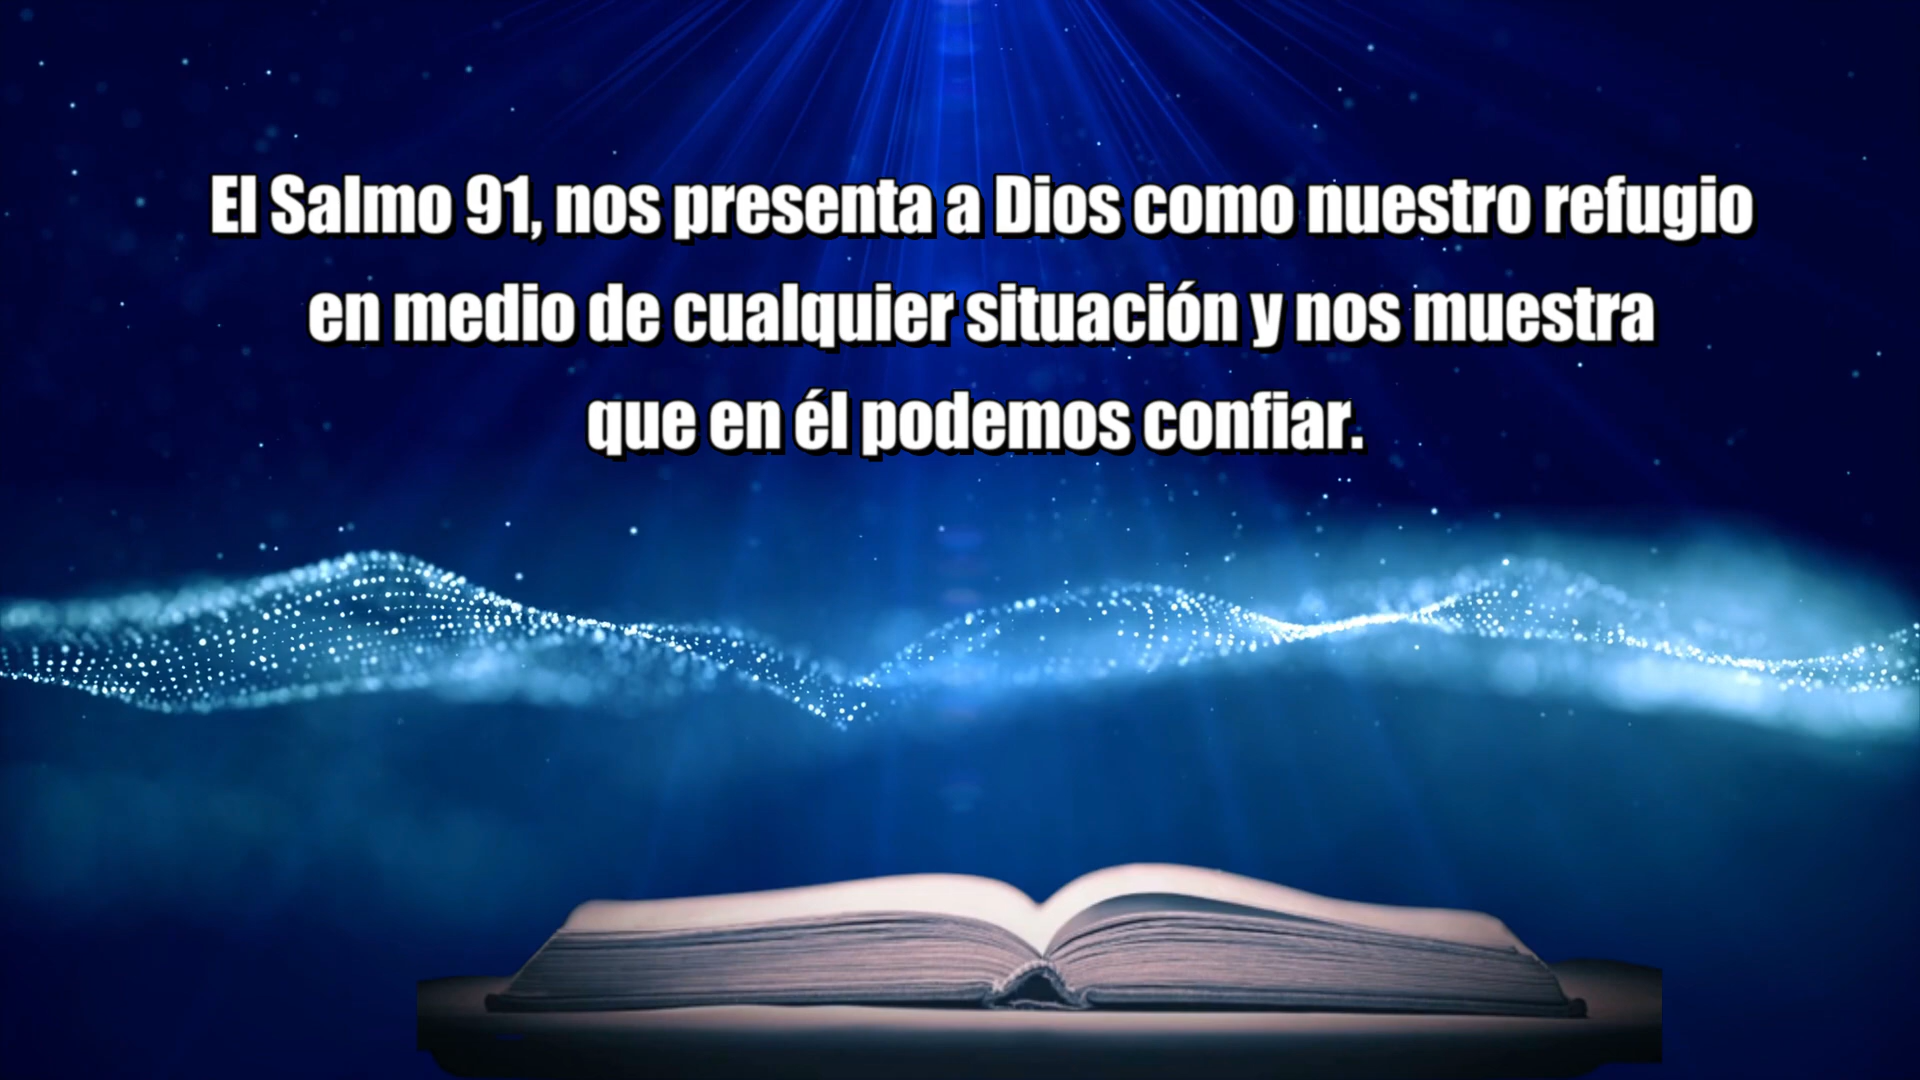 El Salmo 91, nos presenta a Dios como nuestro refugio
en medio de cualquier situación y nos muestra
que en él podemos confiar.